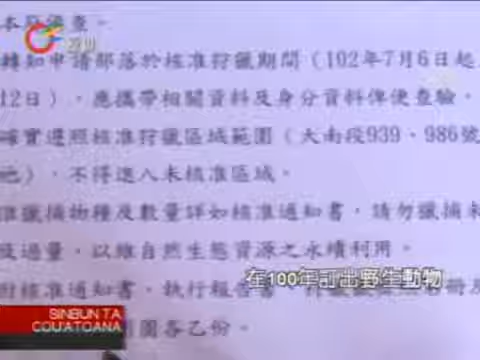 轉知申請部落於核准狩獵期間（102年7月6日起
12日），應攜帶相關資料及身分資料俾便查驗。
確實遵照核准狩獵區域範圍（大南段939、986號
地），不得進入未核准區域。
准獵捕物種及數量詳如核准通知書，請勿獵捕未
過量，以維自然生態資源之永續利用。
附核准通知書、執行報告書
在100年訂出野生動物
SINBUN TA
COUATOANA
圖各乙份。